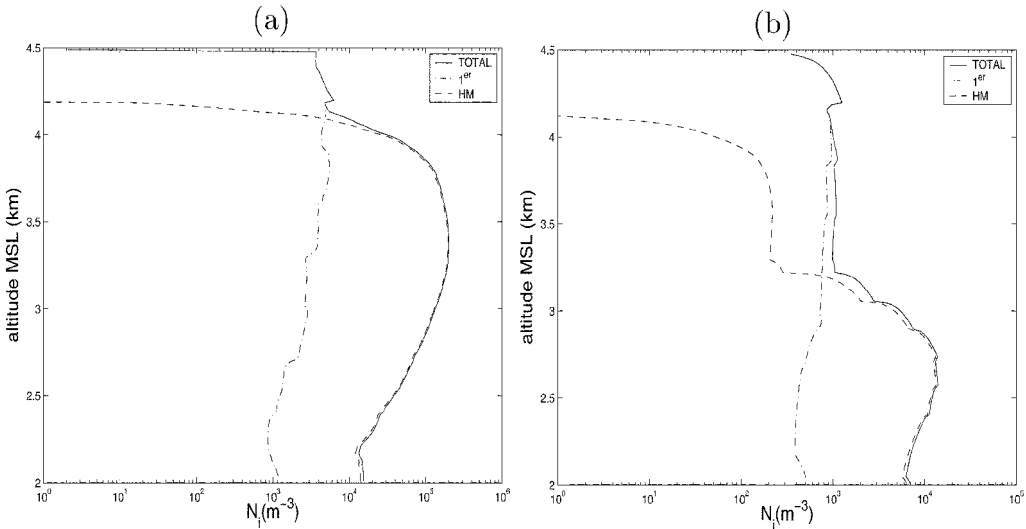 (a)
4.5
4
3.5
3
2.5
2
altitude MSL (km)
10^0
10^1
10^2
10^3
10^4
10^5
10^6
N_i(m^-3)
TOTAL
1^er
HM
(b)
4.5
4
3.5
3
2.5
2
altitude MSL (km)
10^0
10^1
10^2
10^3
10^4
10^5
N_i(m^-3)
TOTAL
1^er
HM